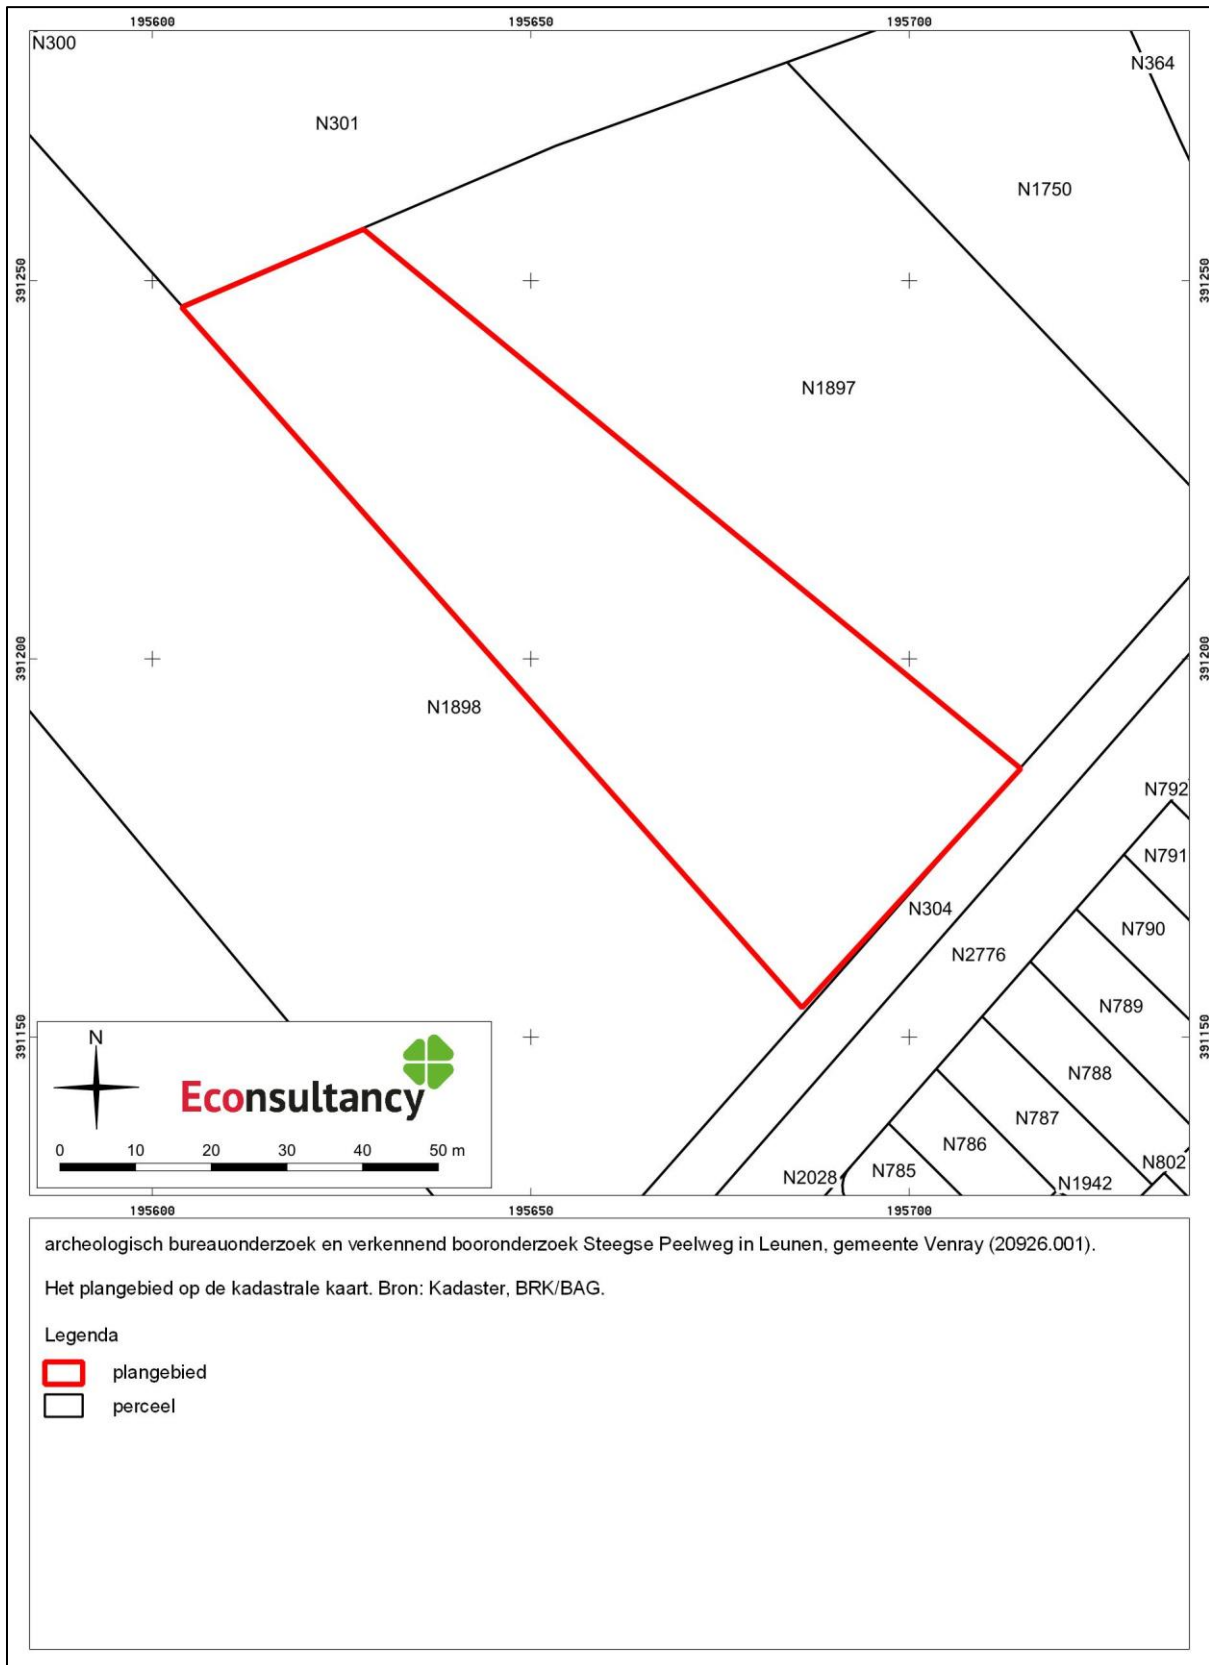 195600 195650 195700
N300
N364
N301
N1750
391250 391250
N1897
391200 391200
N1898
N792
N791
N304
N790
N2776
N789
391150 391150
N
N788
Econsultancy
N787
N786
0 10 20 30 40 50 m
N802
N785
N2028
N1942
195600 195650 195700
archeologisch bureauonderzoek en verkennend booronderzoek Steegse Peelweg in Leunen, gemeente Venray (20926.001).
Het plangebied op de kadastrale kaart. Bron: Kadaster, BRK/BAG.
Legenda
plangebied
perceel